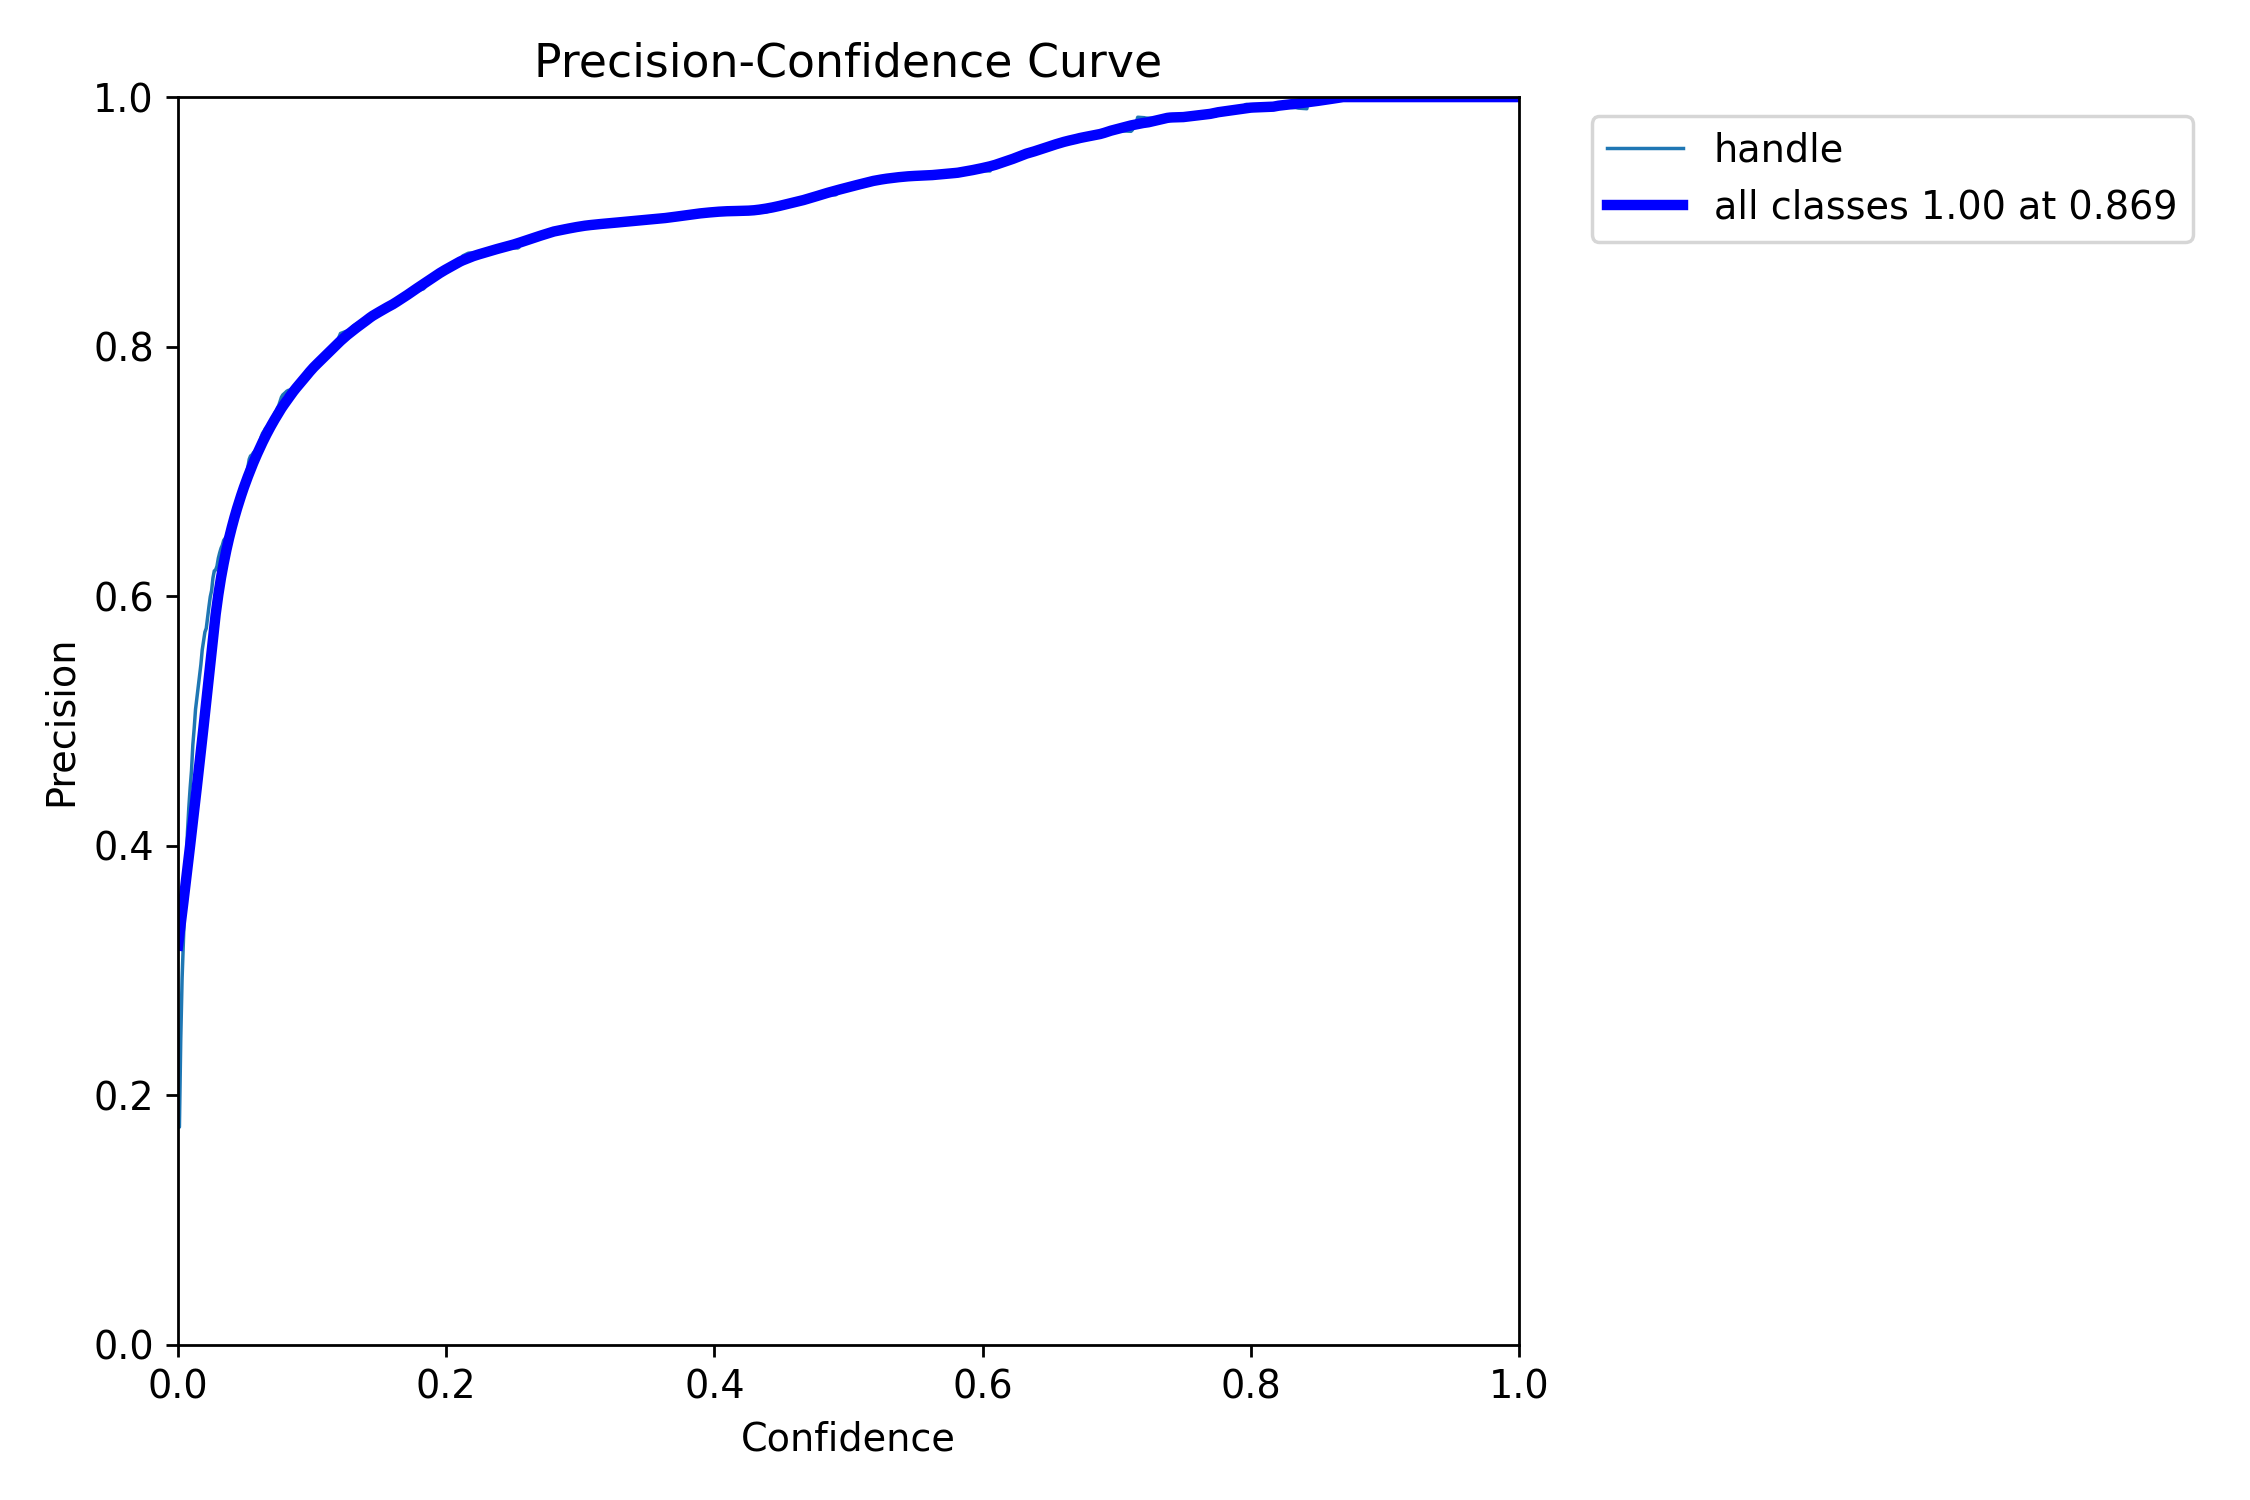 Precision-Confidence Curve
1.0
0.8
0.6
0.4
0.2
0.0
Precision
0.0 0.2 0.4 0.6 0.8 1.0
Confidence
handle
all classes 1.00 at 0.869